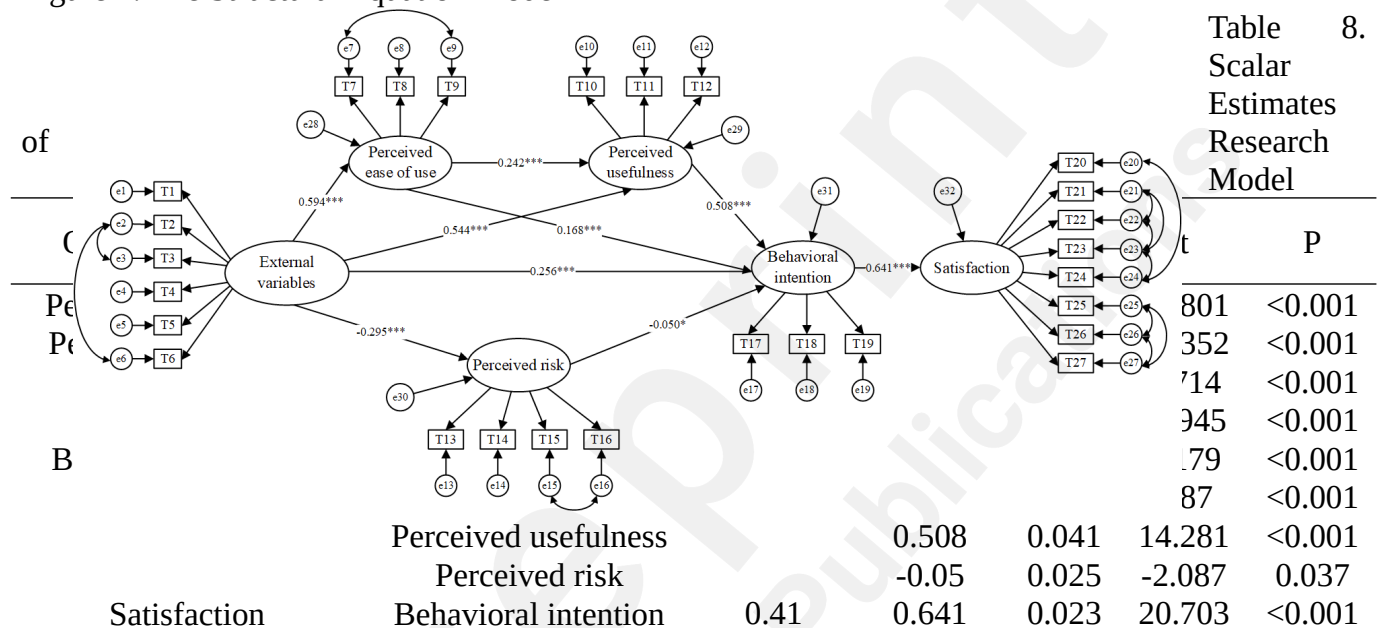 Table 8.
Scalar
Estimates
of
Research
Model
P
801 <0.001
352 <0.001
714 <0.001
945 <0.001
179 <0.001
87 <0.001
Perceived usefulness 0.508 0.041 14.281 <0.001
Perceived risk -0.05 0.025 -2.087 0.037
Satisfaction Behavioral intention 0.41 0.641 0.023 20.703 <0.001
e7 e8 e9 e10 e11 e12
T7 T8 T9 T10 T11 T12
e28 e29
Perceived
ease of use
0.242***
Perceived
usefulness
e1 T1
e2 T2
e3 T3
e4 T4
e5 T5
e6 T6
External
variables
0.594***
0.544***
0.168***
0.256***
-0.295***
0.508***
-0.050*
e31 e32
Behavioral
intention
0.641***
Satisfaction
T20 e20
T21 e21
T22 e22
T23 e23
T24 e24
T25 e25
T26 e26
T27 e27
T17 T18 T19
e17 e18 e19
Perceived risk
e30
T13 T14 T15 T16
e13 e14 e15 e16
eprint
Publications